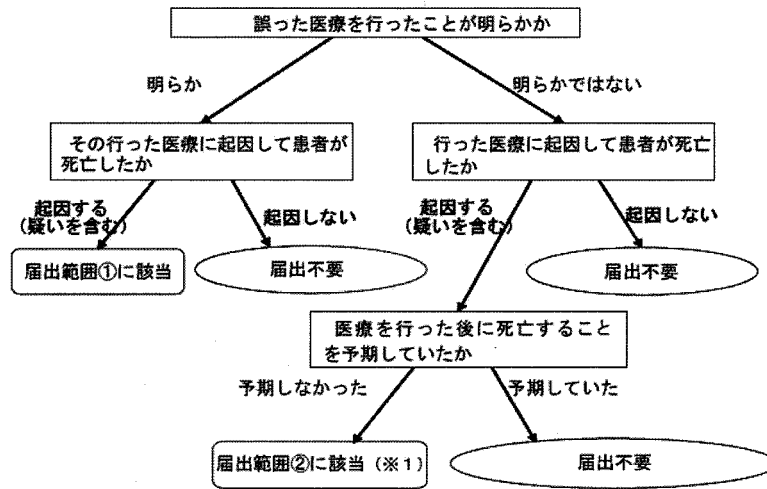 誤った医療を行ったことが明らかか
明らか
明らかではない
その行った医療に起因して患者が
死亡したか
行った医療に起因して患者が死亡
したか
起因する
(疑いを含む)
起因しない
起因する
(疑いを含む)
起因しない
届出範囲①に該当
届出不要
届出不要
医療を行った後に死亡すること
を予期していたか
予期しなかった
予期していた
届出範囲②に該当(※1)
届出不要